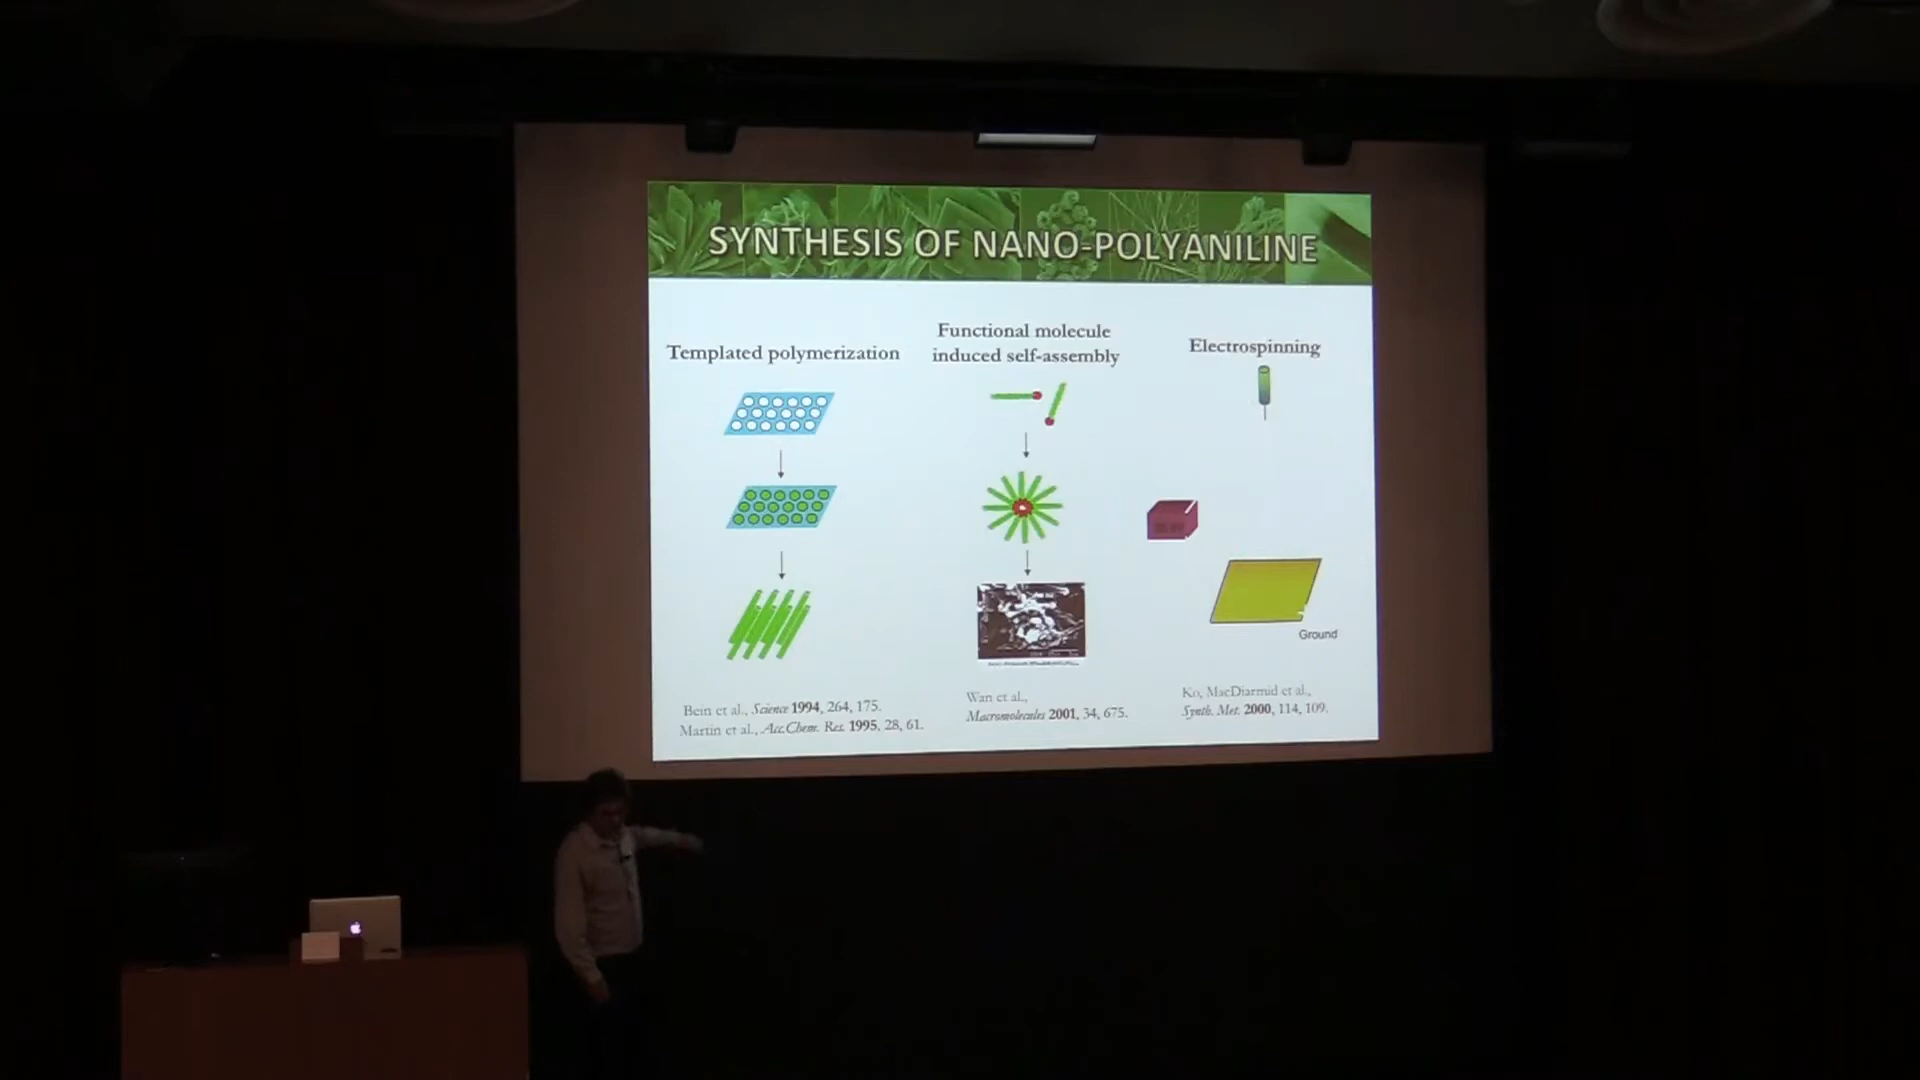 SYNTHESIS OF NANO-POLYANILINE
Templated polymerization
Functional molecule
induced self-assembly
Electrospinning
Ground
Bein et al., Science 1994, 264, 175.
Martin et al., Acc. Chem. Res. 1995, 28, 61.
Wan et al.,
Macromolecules 2001, 34, 675.
Ko, MacDiarmid et al.,
Synth. Met. 2000, 114, 109.